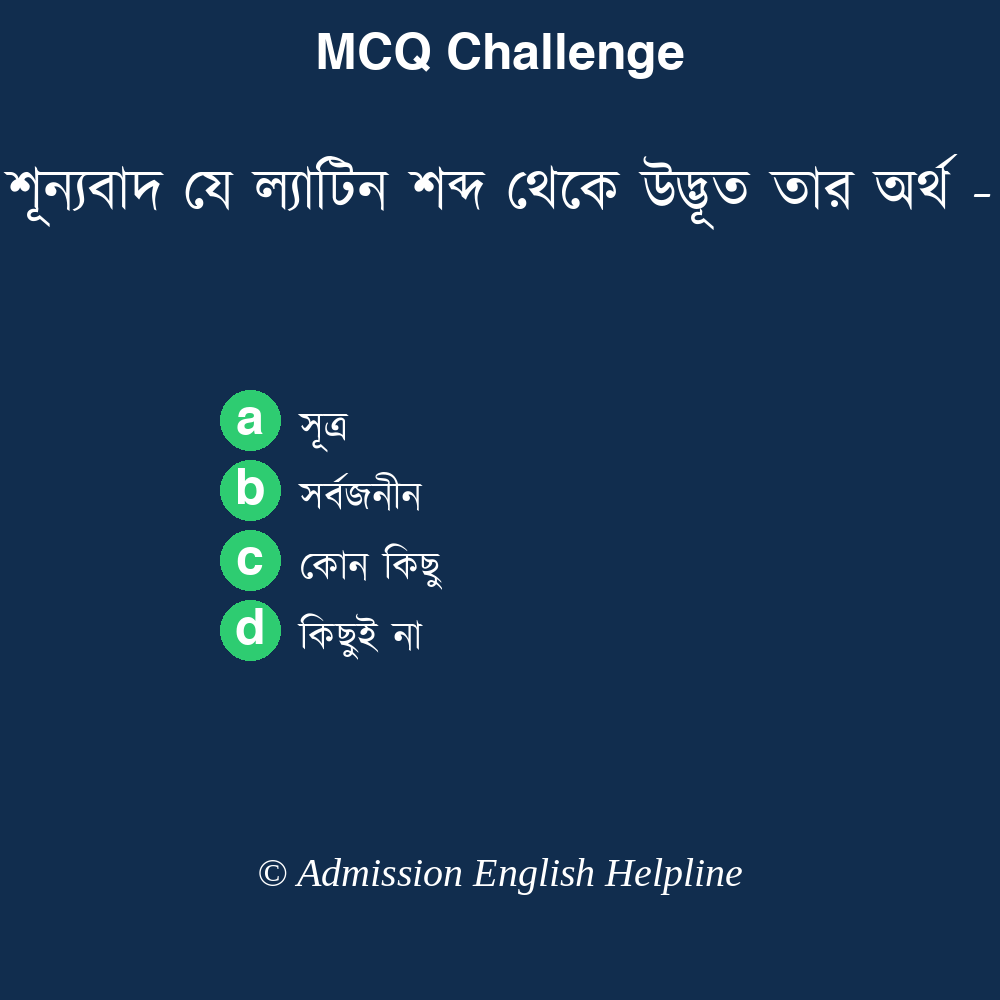 MCQ Challenge
শূন্যবাদ যে ল্যাটিন শব্দ থেকে উদ্ভূত তার অর্থ -
a সূত্র
b সর্বজনীন
c কোন কিছু
d কিছুই না
© Admission English Helpline